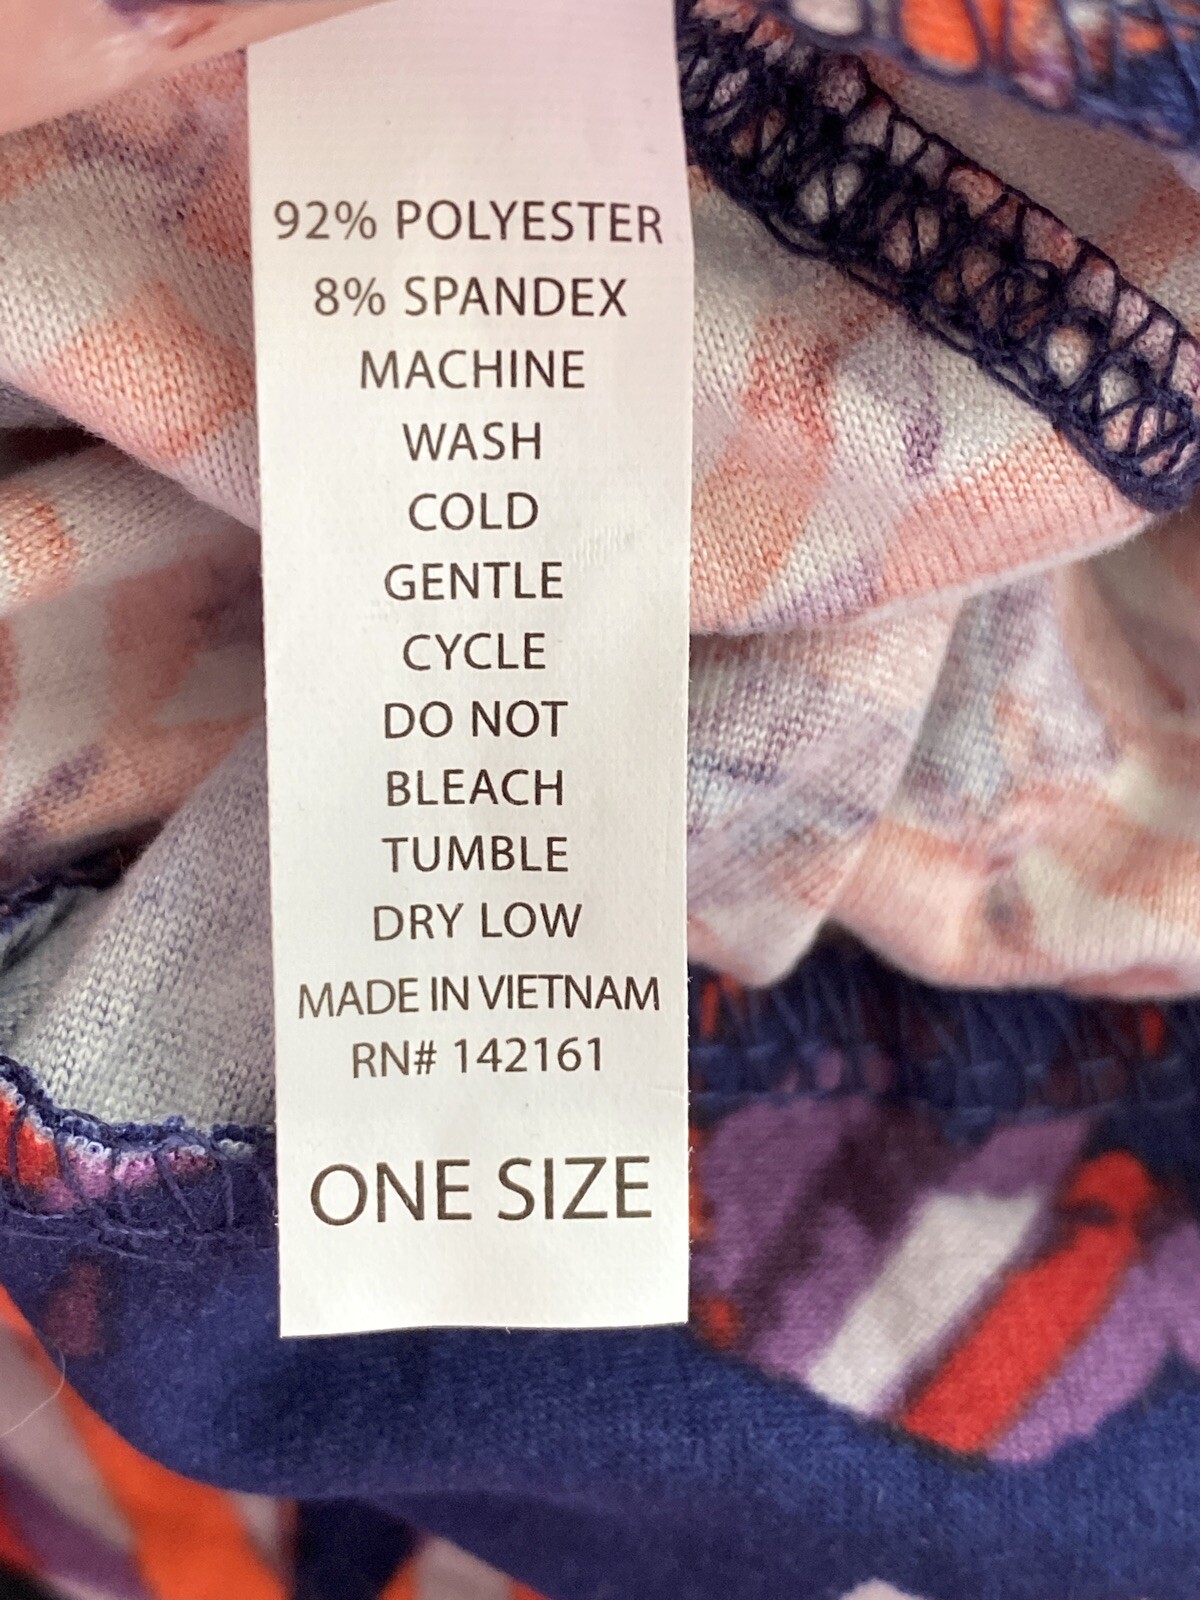 92% POLYESTER
8% SPANDEX
MACHINE
WASH
COLD
GENTLE
CYCLE
DO NOT
BLEACH
TUMBLE
DRY LOW
MADE IN VIETNAM
RN# 142161
ONE SIZE